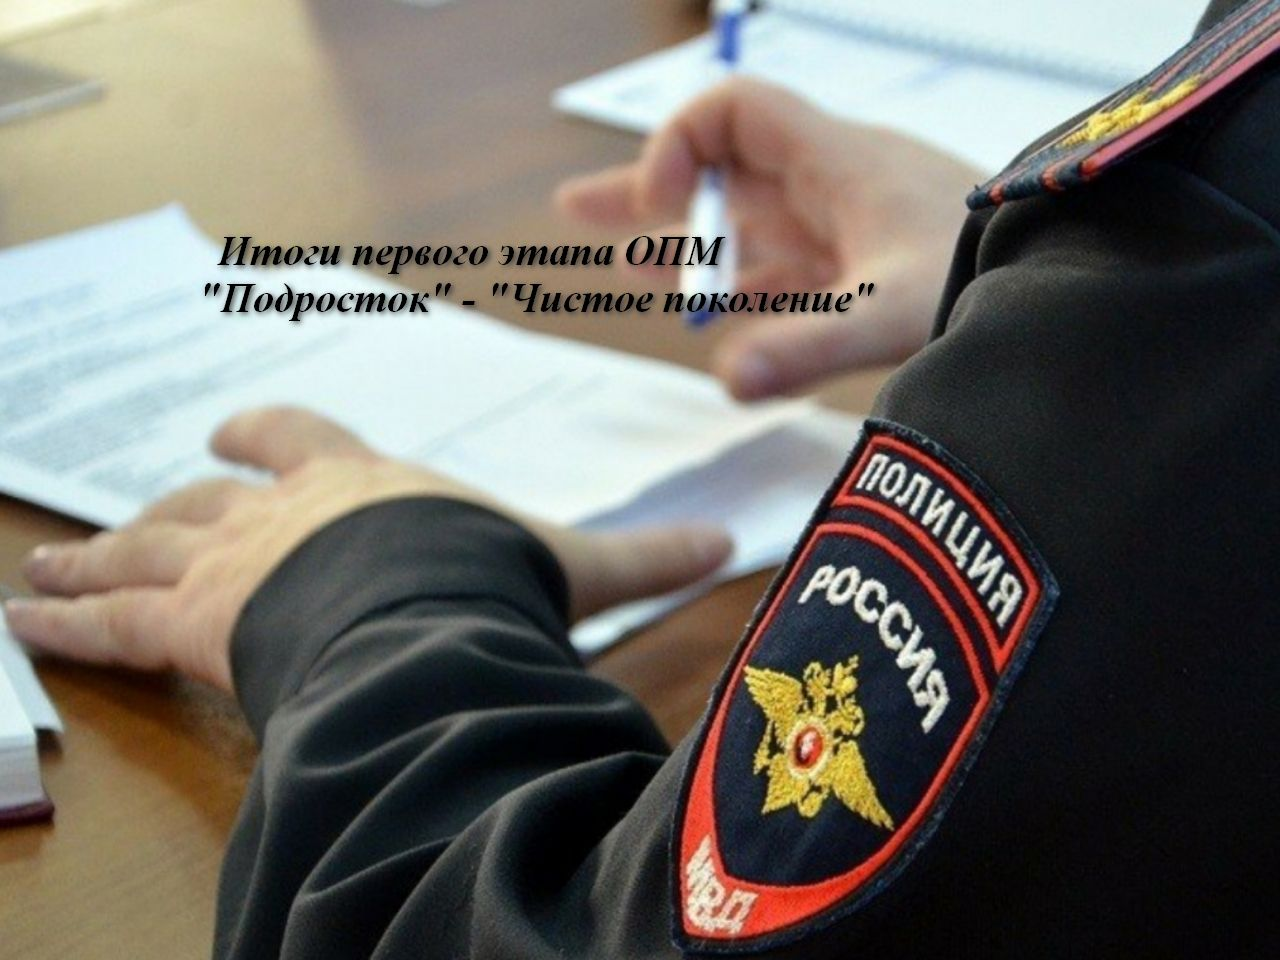 Итоги первого этапа ОПМ
"Подросток" - "Чистое поколение"
ПОЛИЦИЯ
РОССИЯ
МВД